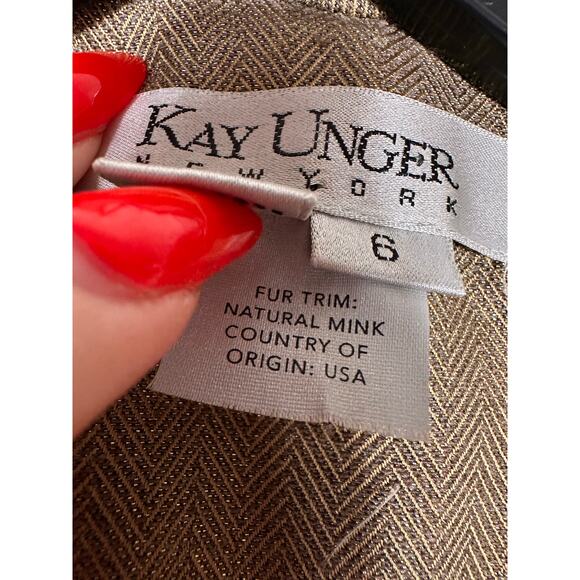 KAY UNGER
NEW YORK
6
FUR TRIM:
NATURAL MINK
COUNTRY OF
ORIGIN: USA